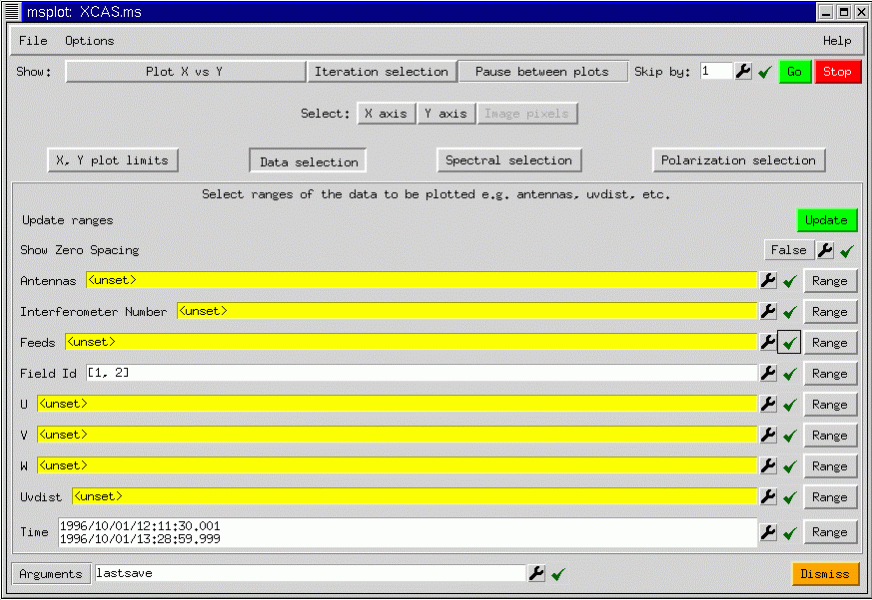 msplot: XCAS.ms
File Options Help
Show: Plot X vs Y Iteration selection Pause between plots Skip by: 1 Go Stop
Select: X axis Y axis Image pixels
X, Y plot limits Data selection Spectral selection Polarization selection
Select ranges of the data to be plotted e.g. antennas, uvdist, etc.
Update ranges Update
Show Zero Spacing False
Antennas <unset> Range
Interferometer Number <unset> Range
Feeds <unset> Range
Field Id [1, 2] Range
U <unset> Range
V <unset> Range
W <unset> Range
Uvdist <unset> Range
Time 1996/10/01/12:11:30.001 Range
1996/10/01/13:28:59.999
Arguments lastsave Dismiss